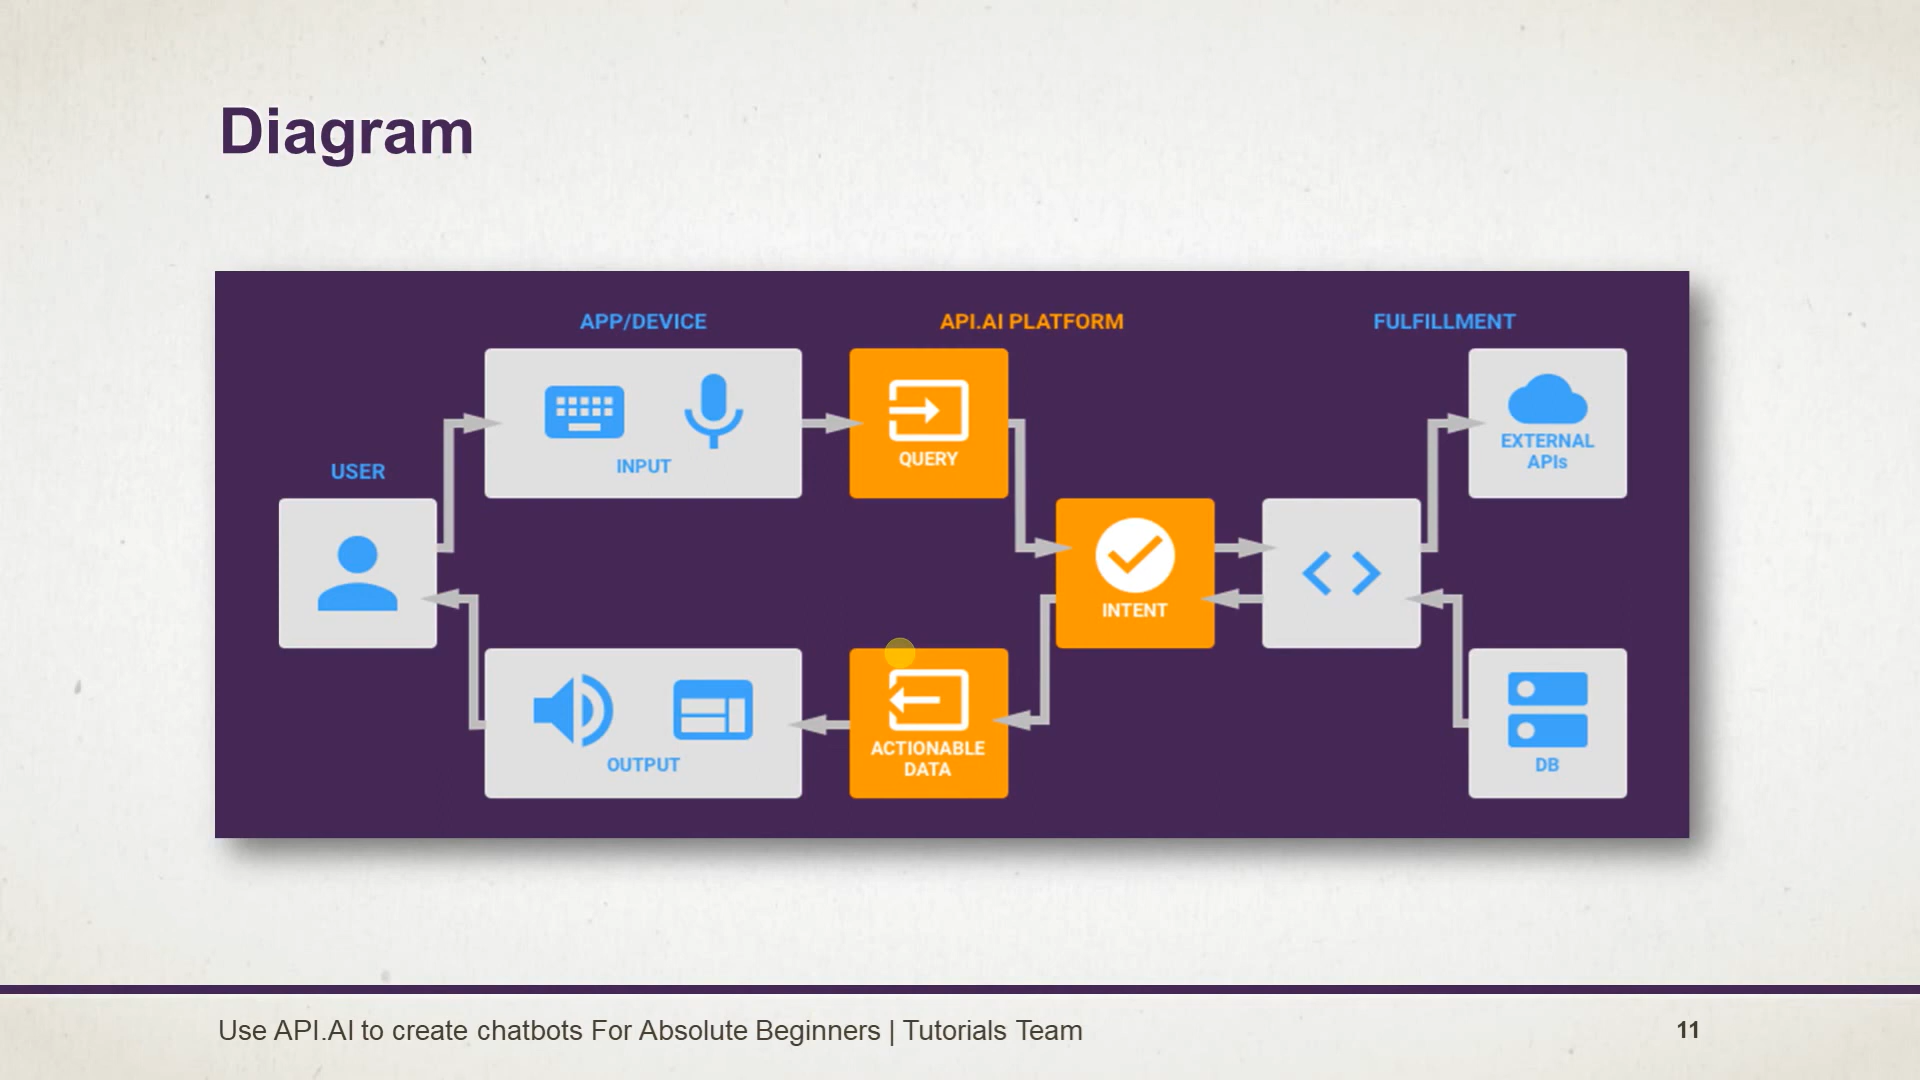 Diagram
APP/DEVICE
API.AI PLATFORM
FULFILLMENT
USER
INPUT
QUERY
EXTERNAL
APIs
INTENT
OUTPUT
ACTIONABLE
DATA
DB
Use API.AI to create chatbots For Absolute Beginners | Tutorials Team
11